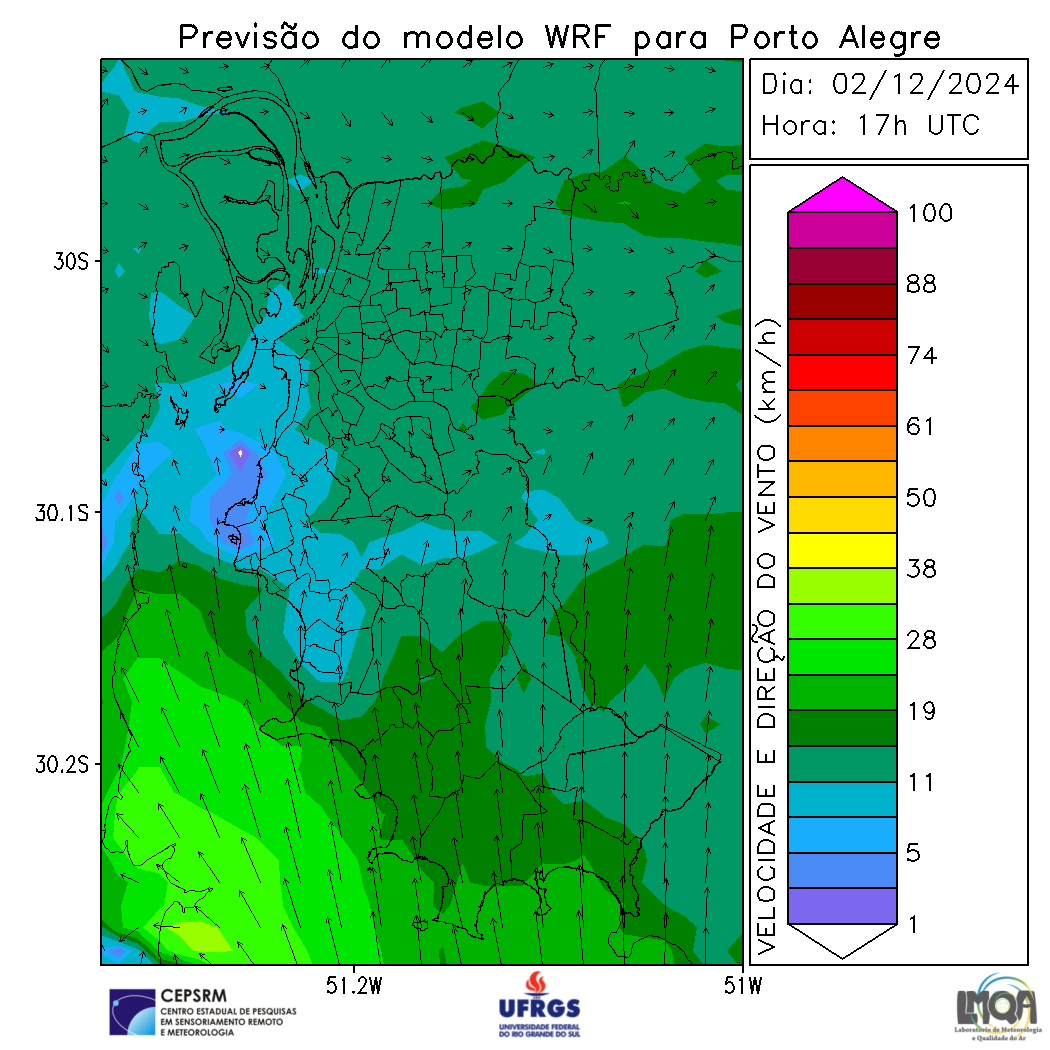 Previsão do modelo WRF para Porto Alegre
Dia: 02/12/2024
Hora: 17h UTC
30S
30.1S
30.2S
51.2W
51W
VELOCIDADE E DIREÇÃO DO VENTO (km/h)
100
88
74
61
50
38
28
19
11
5
1
CEPSRM
CENTRO ESTADUAL DE PESQUISAS
EM SENSORIAMENTO REMOTO
E METEOROLOGIA
UFRGS
UNIVERSIDADE FEDERAL
DO RIO GRANDE DO SUL
LMQA
Laboratório de Meteorologia
e Qualidade do Ar